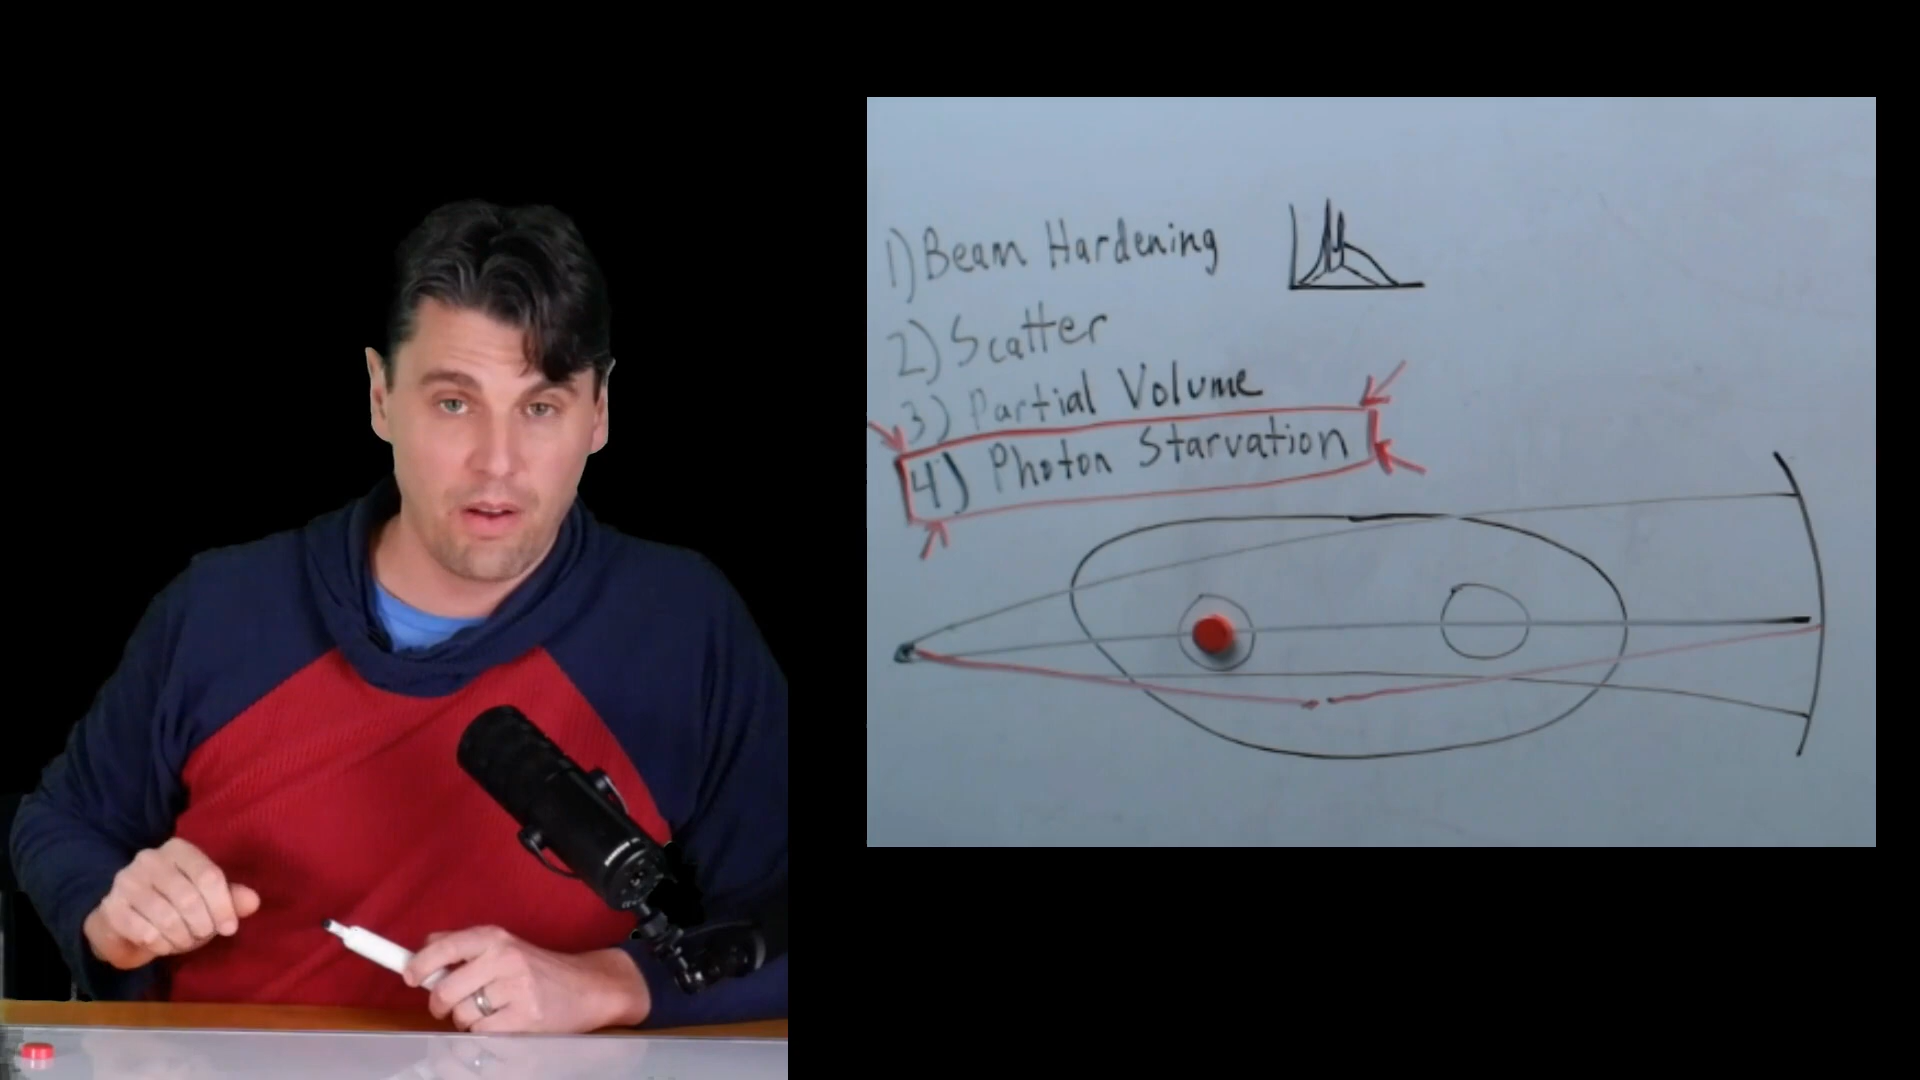 1) Beam Hardening
2) Scatter
3) Partial Volume
4) Photon Starvation